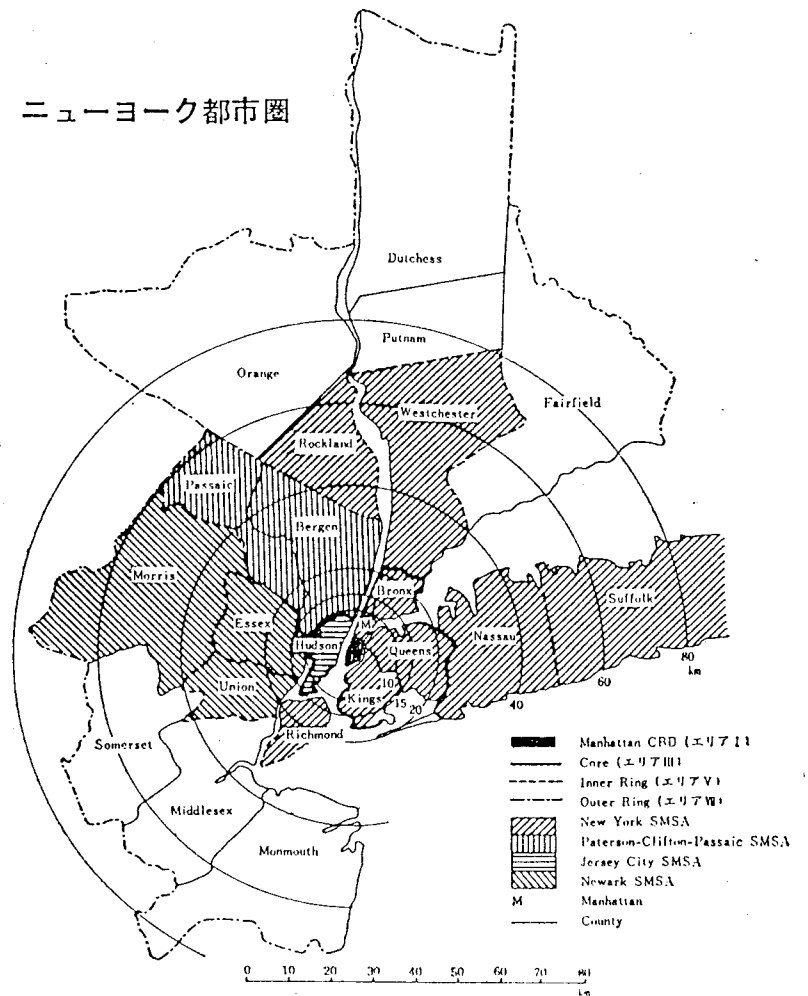 ニューヨーク都市圏
Dutchess
Putnam
Orange
Westchester
Fairfield
Rockland
Passaic
Bergen
Morris
Bronx
Suffolk
Essex
M
Nassau
Hudson
Queens
Union
Kings
10
15
20
40
60
80
km
Richmond
Somerset
Middlesex
Monmouth
Manhattan CBD (エリアI)
Core (エリアIII)
Inner Ring (エリアV)
Outer Ring (エリアVII)
New York SMSA
Paterson-Clifton-Passaic SMSA
Jersey City SMSA
Newark SMSA
M Manhattan
County
0 10 20 30 40 50 60 70 80
km